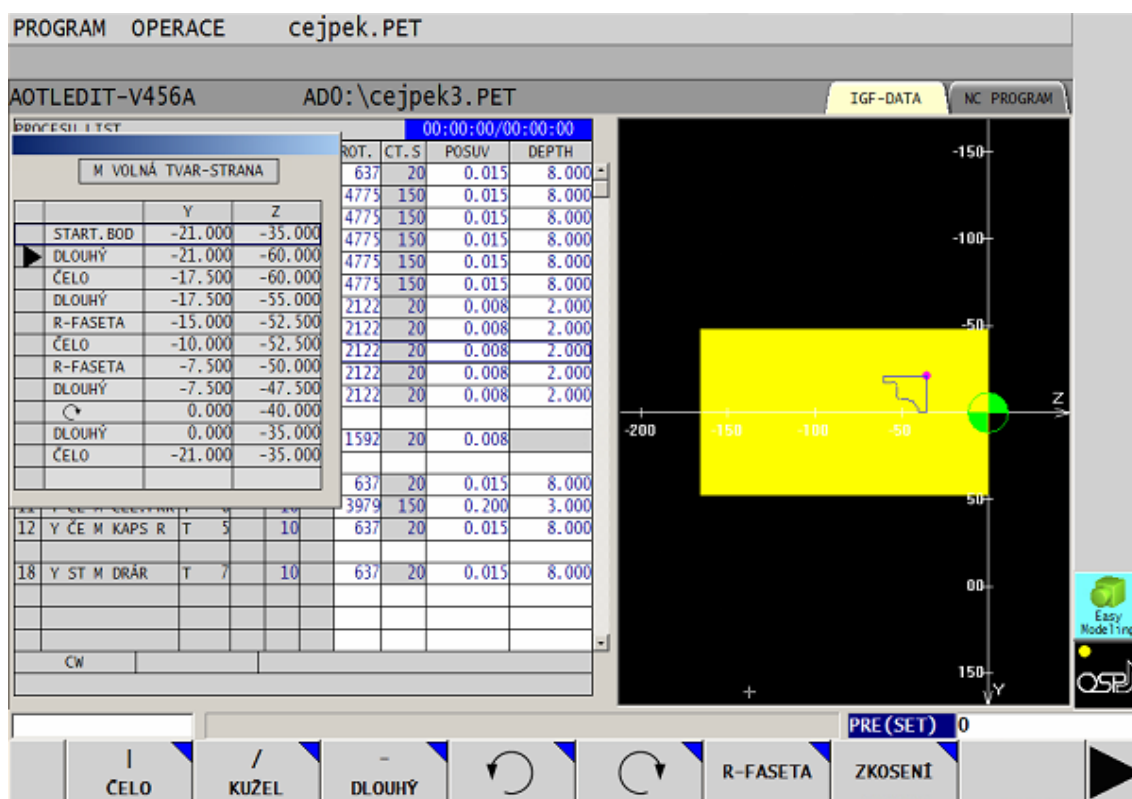 PROGRAM OPERACE cejpek.PET
AOTLEDIT-V456A AD0:\cejpek3.PET IGF-DATA NC PROGRAM
PROCESU LIST 00:00:00/00:00:00
ROT. CT.S POSUV DEPTH
M VOLNÁ TVAR-STRANA
Y Z
START.BOD -21.000 -35.000
DLOUHÝ -21.000 -60.000
ČELO -17.500 -60.000
DLOUHÝ -17.500 -55.000
R-FASETA -15.000 -52.500
ČELO -10.000 -52.500
R-FASETA -7.500 -50.000
DLOUHÝ -7.500 -47.500
0.000 -40.000
DLOUHÝ 0.000 -35.000
ČELO -21.000 -35.000
637 20 0.015 8.000
4775 150 0.015 8.000
4775 150 0.015 8.000
4775 150 0.015 8.000
4775 150 0.015 8.000
4775 150 0.015 8.000
2122 20 0.008 2.000
2122 20 0.008 2.000
2122 20 0.008 2.000
2122 20 0.008 2.000
2122 20 0.008 2.000
1592 20 0.008
637 20 0.015 8.000
3979 150 0.200 3.000
12 Y ČE M KAPS R T 5 10 637 20 0.015 8.000
18 Y ST M DRÁR T 7 10 637 20 0.015 8.000
CW
-150
-100
-50
Z
-200 -150 -100 -50
50
00
150
Y
Easy
Modeling
OSP
PRE(SET) 0
| / -
ČELO KUŽEL DLOUHÝ R-FASETA ZKOSENÍ